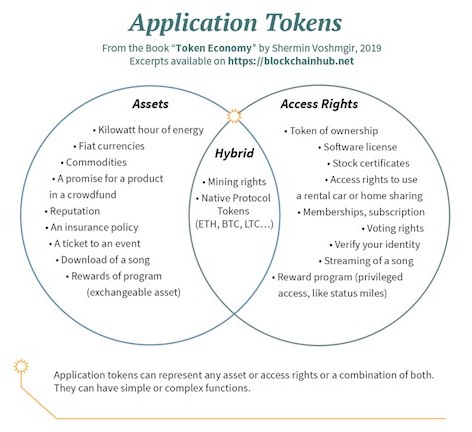 Application Tokens
From the Book “Token Economy” by Shermin Voshmgir, 2019
Excerpts available on https://blockchainhub.net
Assets
• Kilowatt hour of energy
• Fiat currencies
• Commodities
• A promise for a product
in a crowdfund
• Reputation
• An insurance policy
• A ticket to an event
• Download of a song
• Rewards of program
(exchangeable asset)
Hybrid
• Mining rights
• Native Protocol
Tokens
(ETH, BTC, LTC...)
Access Rights
• Token of ownership
• Software license
• Stock certificates
• Access rights to use
a rental car or home sharing
• Memberships, subscription
• Voting rights
• Verify your identity
• Streaming of a song
• Reward program (privileged
access, like status miles)
Application tokens can represent any asset or access rights or a combination of both.
They can have simple or complex functions.